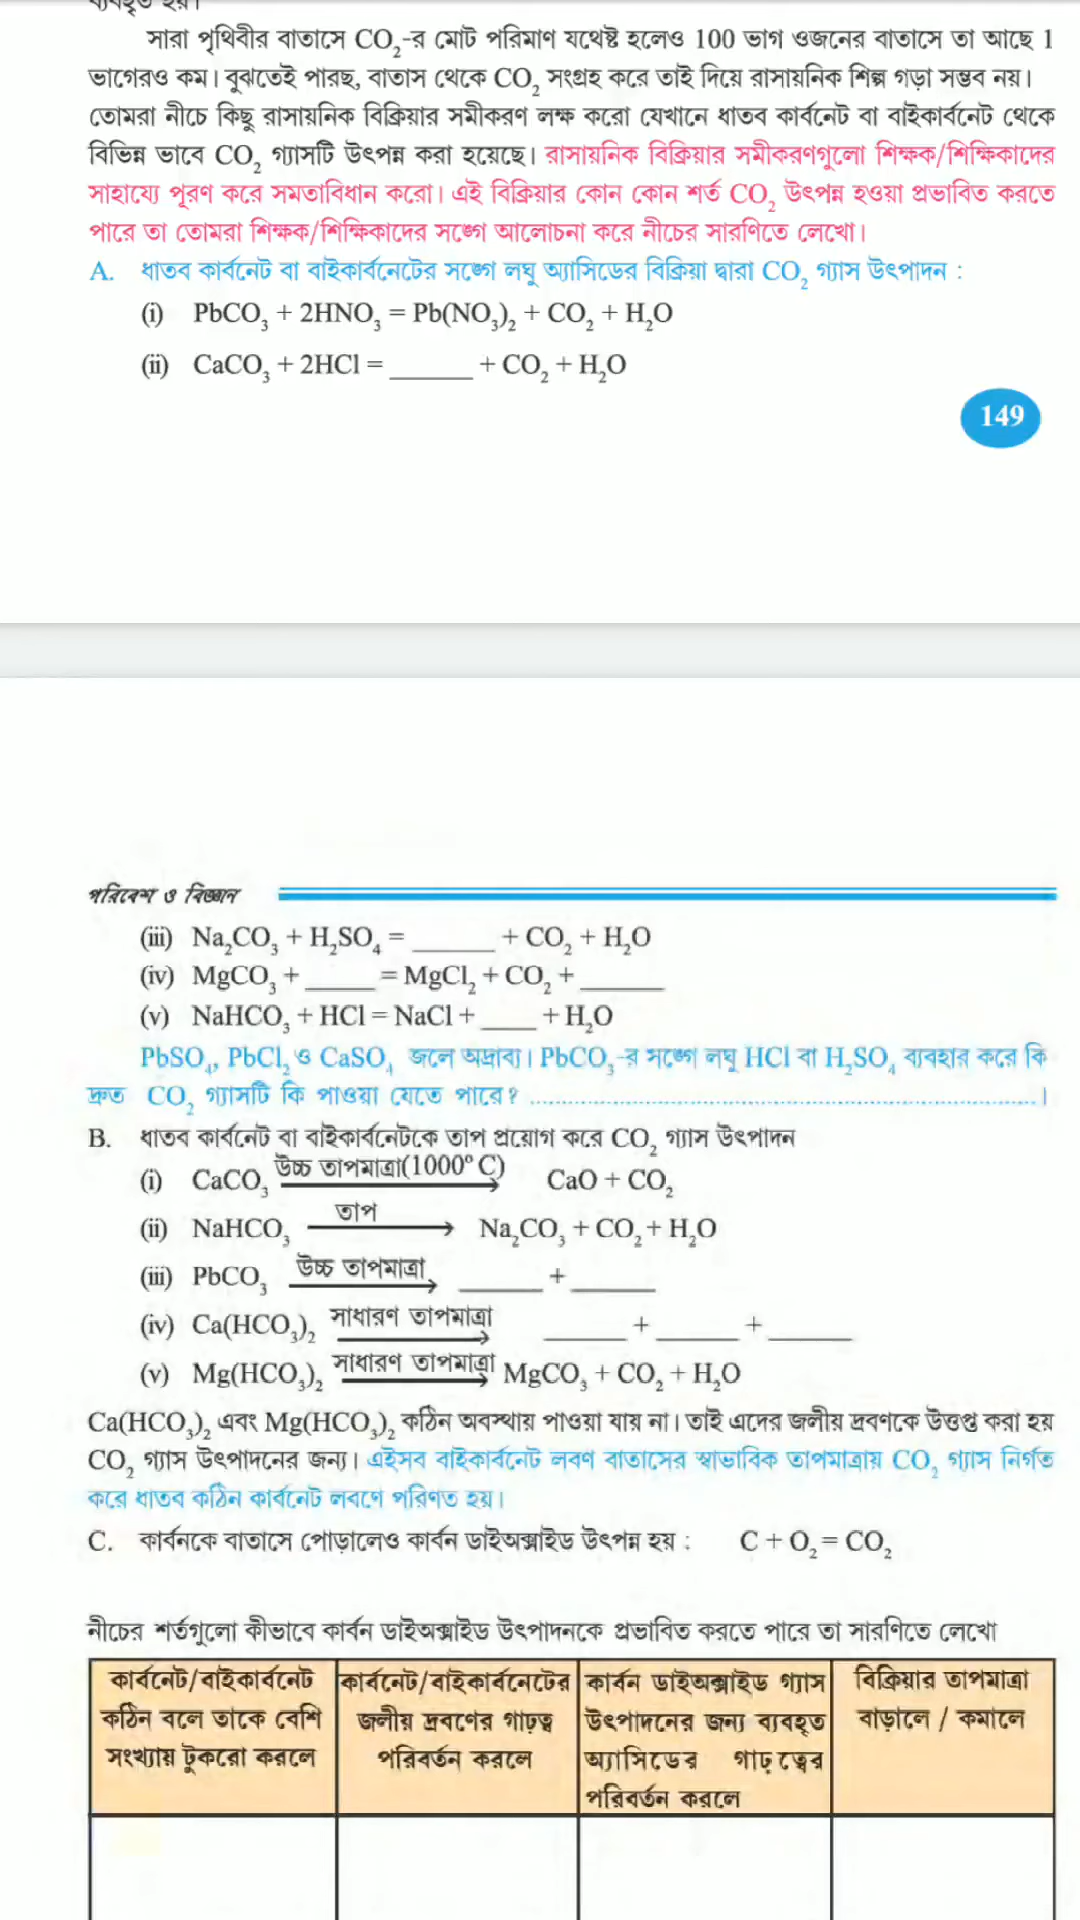 ব্যবহৃত হয়।
সারা পৃথিবীর বাতাসে CO₂-র মোট পরিমাণ যথেষ্ট হলেও 100 ভাগ ওজনের বাতাসে তা আছে 1
ভাগেরও কম। বুঝতেই পারছ, বাতাস থেকে CO₂ সংগ্রহ করে তাই দিয়ে রাসায়নিক শিল্প গড়া সম্ভব নয়।
তোমরা নীচে কিছু রাসায়নিক বিক্রিয়ার সমীকরণ লক্ষ করো যেখানে ধাতব কার্বনেট বা বাইকার্বনেট থেকে
বিভিন্ন ভাবে CO₂ গ্যাসটি উৎপন্ন করা হয়েছে। রাসায়নিক বিক্রিয়ার সমীকরণগুলো শিক্ষক/শিক্ষিকাদের
সাহায্যে পূরণ করে সমতাবিধান করো। এই বিক্রিয়ার কোন কোন শর্ত CO₂ উৎপন্ন হওয়া প্রভাবিত করতে
পারে তা তোমরা শিক্ষক/শিক্ষিকাদের সঙ্গে আলোচনা করে নীচের সারণিতে লেখো।
A. ধাতব কার্বনেট বা বাইকার্বনেটের সঙ্গে লঘু অ্যাসিডের বিক্রিয়া দ্বারা CO₂ গ্যাস উৎপাদন :
(i) PbCO₃ + 2HNO₃ = Pb(NO₃)₂ + CO₂ + H₂O
(ii) CaCO₃ + 2HCl = ______ + CO₂ + H₂O
149
পরিবেশ ও বিজ্ঞান
(iii) Na₂CO₃ + H₂SO₄ = ______ + CO₂ + H₂O
(iv) MgCO₃ + _____ = MgCl₂ + CO₂ + ______
(v) NaHCO₃ + HCl = NaCl + ____ + H₂O
PbSO₄, PbCl₂ ও CaSO₄ জলে অদ্রাব্য। PbCO₃-র সঙ্গে লঘু HCl বা H₂SO₄ ব্যবহার করে কি
দ্রুত CO₂ গ্যাসটি কি পাওয়া যেতে পারে? ......................................................................।
B. ধাতব কার্বনেট বা বাইকার্বনেটকে তাপ প্রয়োগ করে CO₂ গ্যাস উৎপাদন
(i) CaCO₃ উচ্চ তাপমাত্রা(1000° C) CaO + CO₂
(ii) NaHCO₃ তাপ Na₂CO₃ + CO₂ + H₂O
(iii) PbCO₃ উচ্চ তাপমাত্রা ______ + ______
(iv) Ca(HCO₃)₂ সাধারণ তাপমাত্রা ______ + ______ + ______
(v) Mg(HCO₃)₂ সাধারণ তাপমাত্রা MgCO₃ + CO₂ + H₂O
Ca(HCO₃)₂ এবং Mg(HCO₃)₂ কঠিন অবস্থায় পাওয়া যায় না। তাই এদের জলীয় দ্রবণকে উত্তপ্ত করা হয়
CO₂ গ্যাস উৎপাদনের জন্য। এইসব বাইকার্বনেট লবণ বাতাসের স্বাভাবিক তাপমাত্রায় CO₂ গ্যাস নির্গত
করে ধাতব কঠিন কার্বনেট লবণে পরিণত হয়।
C. কার্বনকে বাতাসে পোড়ালেও কার্বন ডাইঅক্সাইড উৎপন্ন হয় : C + O₂ = CO₂
নীচের শর্তগুলো কীভাবে কার্বন ডাইঅক্সাইড উৎপাদনকে প্রভাবিত করতে পারে তা সারণিতে লেখো
কার্বনেট/বাইকার্বনেট
কঠিন বলে তাকে বেশি
সংখ্যায় টুকরো করলে
কার্বনেট/বাইকার্বনেটের
জলীয় দ্রবণের গাঢ়ত্ব
পরিবর্তন করলে
কার্বন ডাইঅক্সাইড গ্যাস
উৎপাদনের জন্য ব্যবহৃত
অ্যাসিডের গাঢ়ত্বের
পরিবর্তন করলে
বিক্রিয়ার তাপমাত্রা
বাড়ালে / কমালে